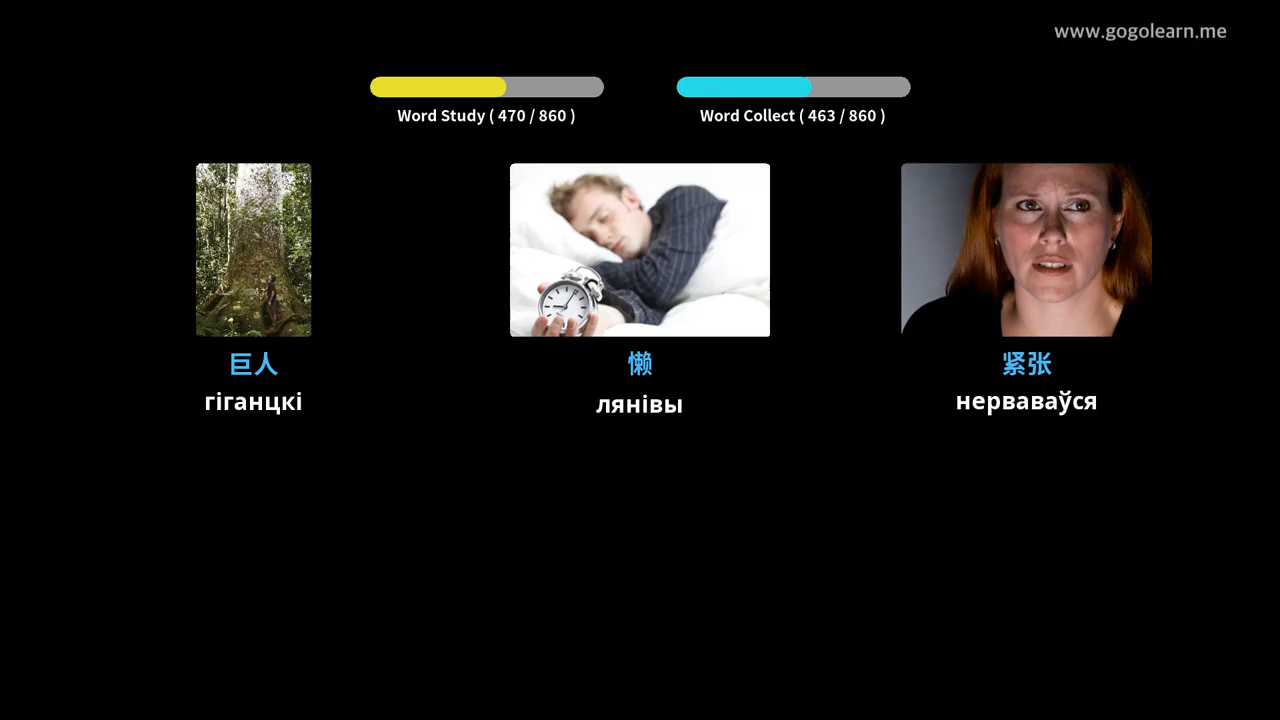 www.gogolearn.me
Word Study ( 470 / 860 )
Word Collect ( 463 / 860 )
巨人
гіганцкі
懒
лянівы
紧张
нерваваўся